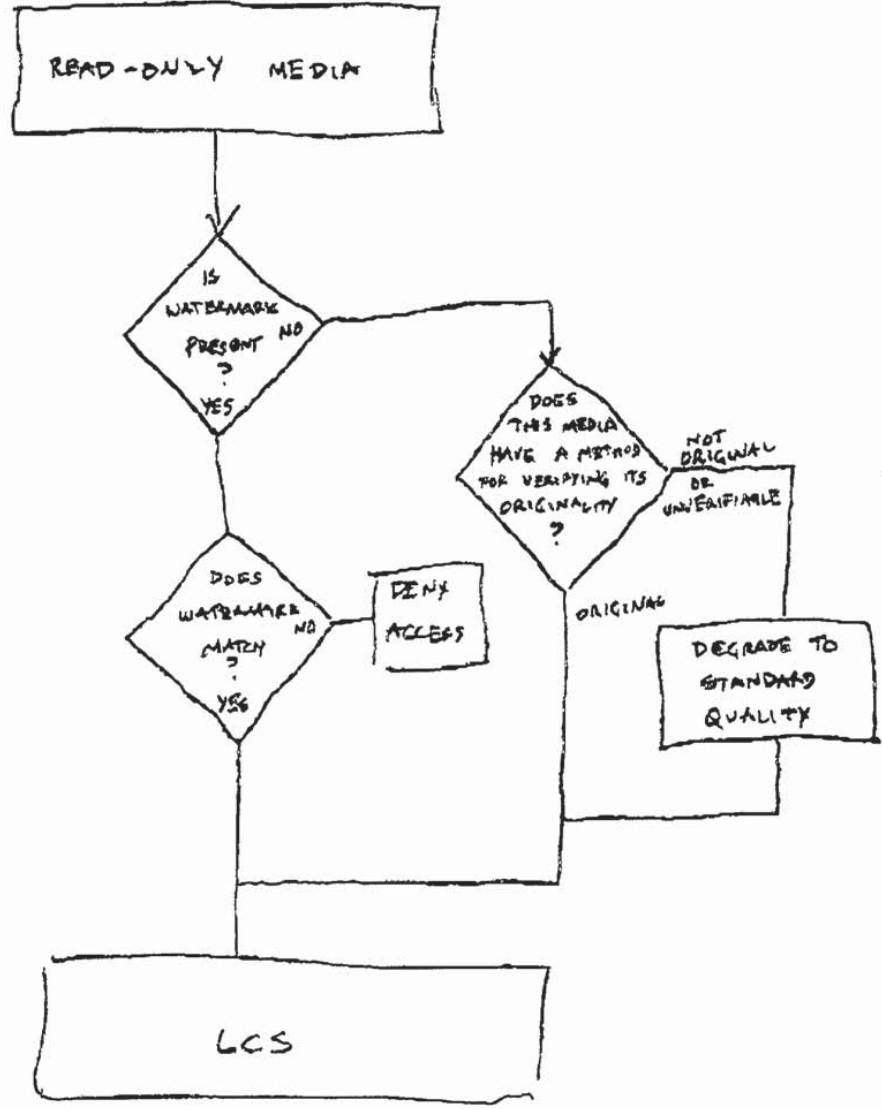 READ-ONLY MEDIA
IS
WATERMARK
PRESENT
?
NO
YES
DOES
THIS MEDIA
HAVE A METHOD
FOR VERIFYING ITS
ORIGINALITY
?
NOT
ORIGINAL
OR
UNVERIFIABLE
ORIGINAL
DOES
WATERMARK
MATCH
?
NO
YES
DENY
ACCESS
DEGRADE TO
STANDARD
QUALITY
LCS